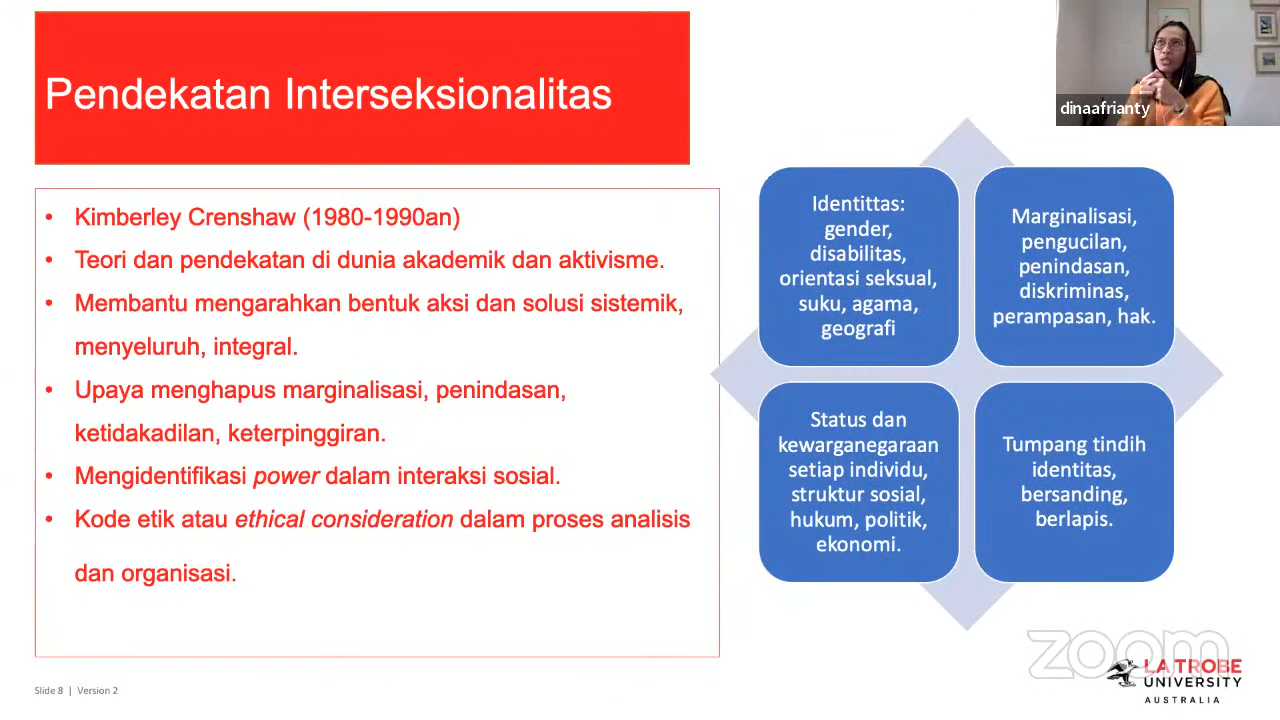 Pendekatan Interseksionalitas
dinaafrianty
• Kimberley Crenshaw (1980-1990an)
• Teori dan pendekatan di dunia akademik dan aktivisme.
• Membantu mengarahkan bentuk aksi dan solusi sistemik,
menyeluruh, integral.
• Upaya menghapus marginalisasi, penindasan,
ketidakadilan, keterpinggiran.
• Mengidentifikasi power dalam interaksi sosial.
• Kode etik atau ethical consideration dalam proses analisis
dan organisasi.
Identittas:
gender,
disabilitas,
orientasi seksual,
suku, agama,
geografi
Marginalisasi,
pengucilan,
penindasan,
diskriminas,
perampasan, hak.
Status dan
kewarganegaraan
setiap individu,
struktur sosial,
hukum, politik,
ekonomi.
Tumpang tindih
identitas,
bersanding,
berlapis.
Slide 8 | Version 2
zoom
LA TROBE
UNIVERSITY
AUSTRALIA